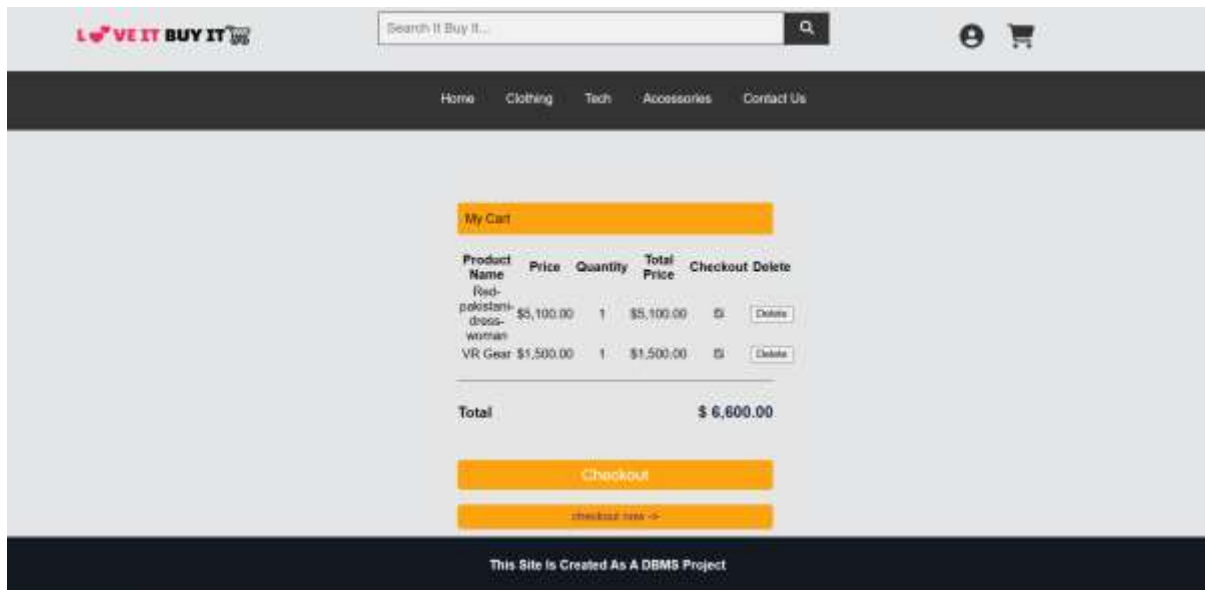 L VE IT BUY IT
Search It Buy It...
Home Clothing Tech Accessories Contact Us
My Cart
Product Name Price Quantity Total Price Checkout Delete
Red-pakistani-dress-woman $5,100.00 1 $5,100.00 Delete
VR Gear $1,500.00 1 $1,500.00 Delete
Total $ 6,600.00
Checkout
checkout now ->
This Site Is Created As A DBMS Project